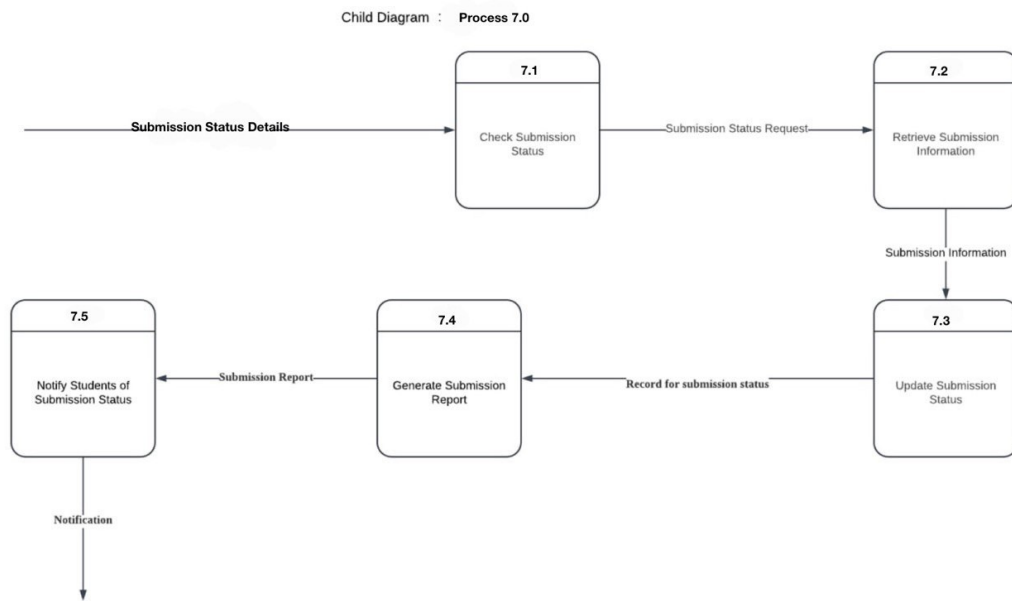 Child Diagram : Process 7.0
7.1
Check Submission
Status
7.2
Retrieve Submission
Information
Submission Status Details
Submission Status Request
Submission Information
7.3
Update Submission
Status
Record for submission status
7.4
Generate Submission
Report
Submission Report
7.5
Notify Students of
Submission Status
Notification